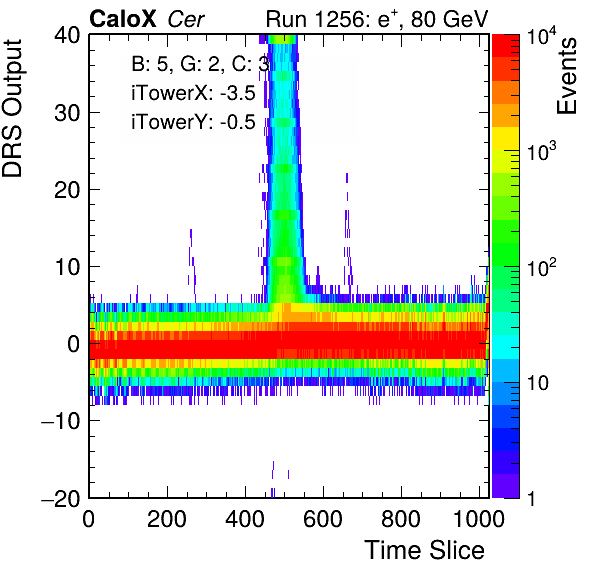 CaloX Cer
Run 1256: e+, 80 GeV
B: 5, G: 2, C: 3
iTowerX: -3.5
iTowerY: -0.5
DRS Output
40
30
20
10
0
−10
−20
0
200
400
600
800
1000
Time Slice
Events
10^4
10^3
10^2
10
1